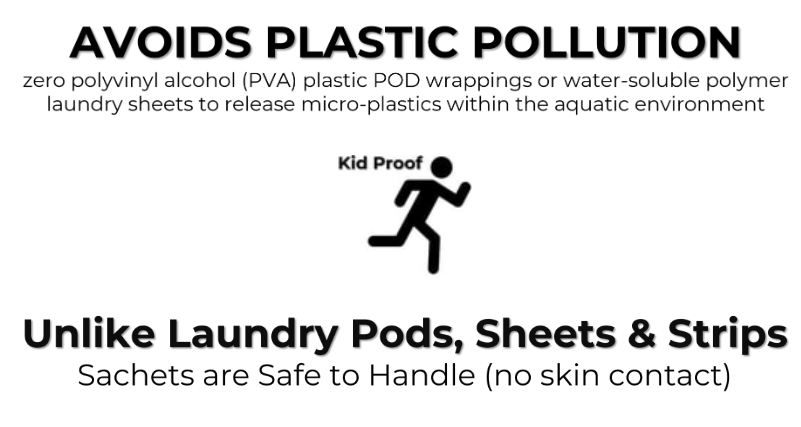 AVOIDS PLASTIC POLLUTION
zero polyvinyl alcohol (PVA) plastic POD wrappings or water-soluble polymer
laundry sheets to release micro-plastics within the aquatic environment
Kid Proof
Unlike Laundry Pods, Sheets & Strips
Sachets are Safe to Handle (no skin contact)